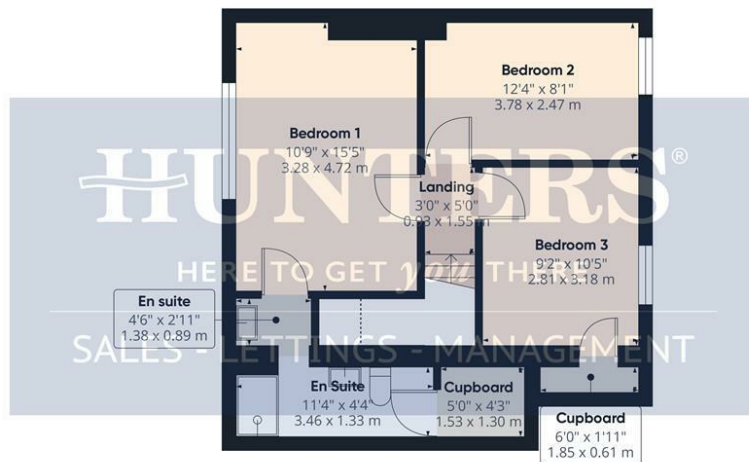 Bedroom 1
10'9" x 15'5"
3.28 x 4.72 m
Bedroom 2
12'4" x 8'1"
3.78 x 2.47 m
Landing
3'0" x 5'0"
0.93 x 1.55 m
Bedroom 3
9'2" x 10'5"
2.81 x 3.18 m
En suite
4'6" x 2'11"
1.38 x 0.89 m
En Suite
11'4" x 4'4"
3.46 x 1.33 m
Cupboard
5'0" x 4'3"
1.53 x 1.30 m
Cupboard
6'0" x 1'11"
1.85 x 0.61 m
HUNTERS®
HERE TO GET you THERE
SALES - LETTINGS - MANAGEMENT